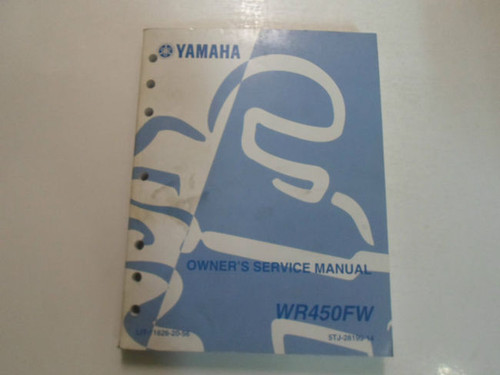 YAMAHA
OWNER'S SERVICE MANUAL
WR450FW